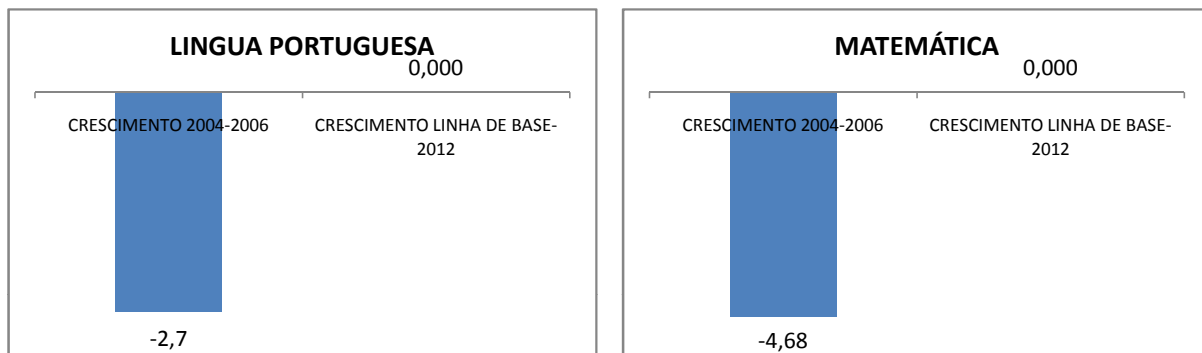 LINGUA PORTUGUESA
0,000
CRESCIMENTO 2004-2006
CRESCIMENTO LINHA DE BASE-
2012
-2,7
MATEMÁTICA
0,000
CRESCIMENTO 2004-2006
CRESCIMENTO LINHA DE BASE-
2012
-4,68